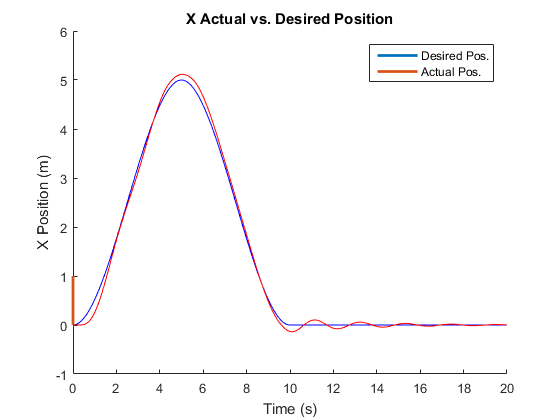 X Actual vs. Desired Position
Desired Pos.
Actual Pos.
X Position (m)
6
5
4
3
2
1
0
-1
0 2 4 6 8 10 12 14 16 18 20
Time (s)